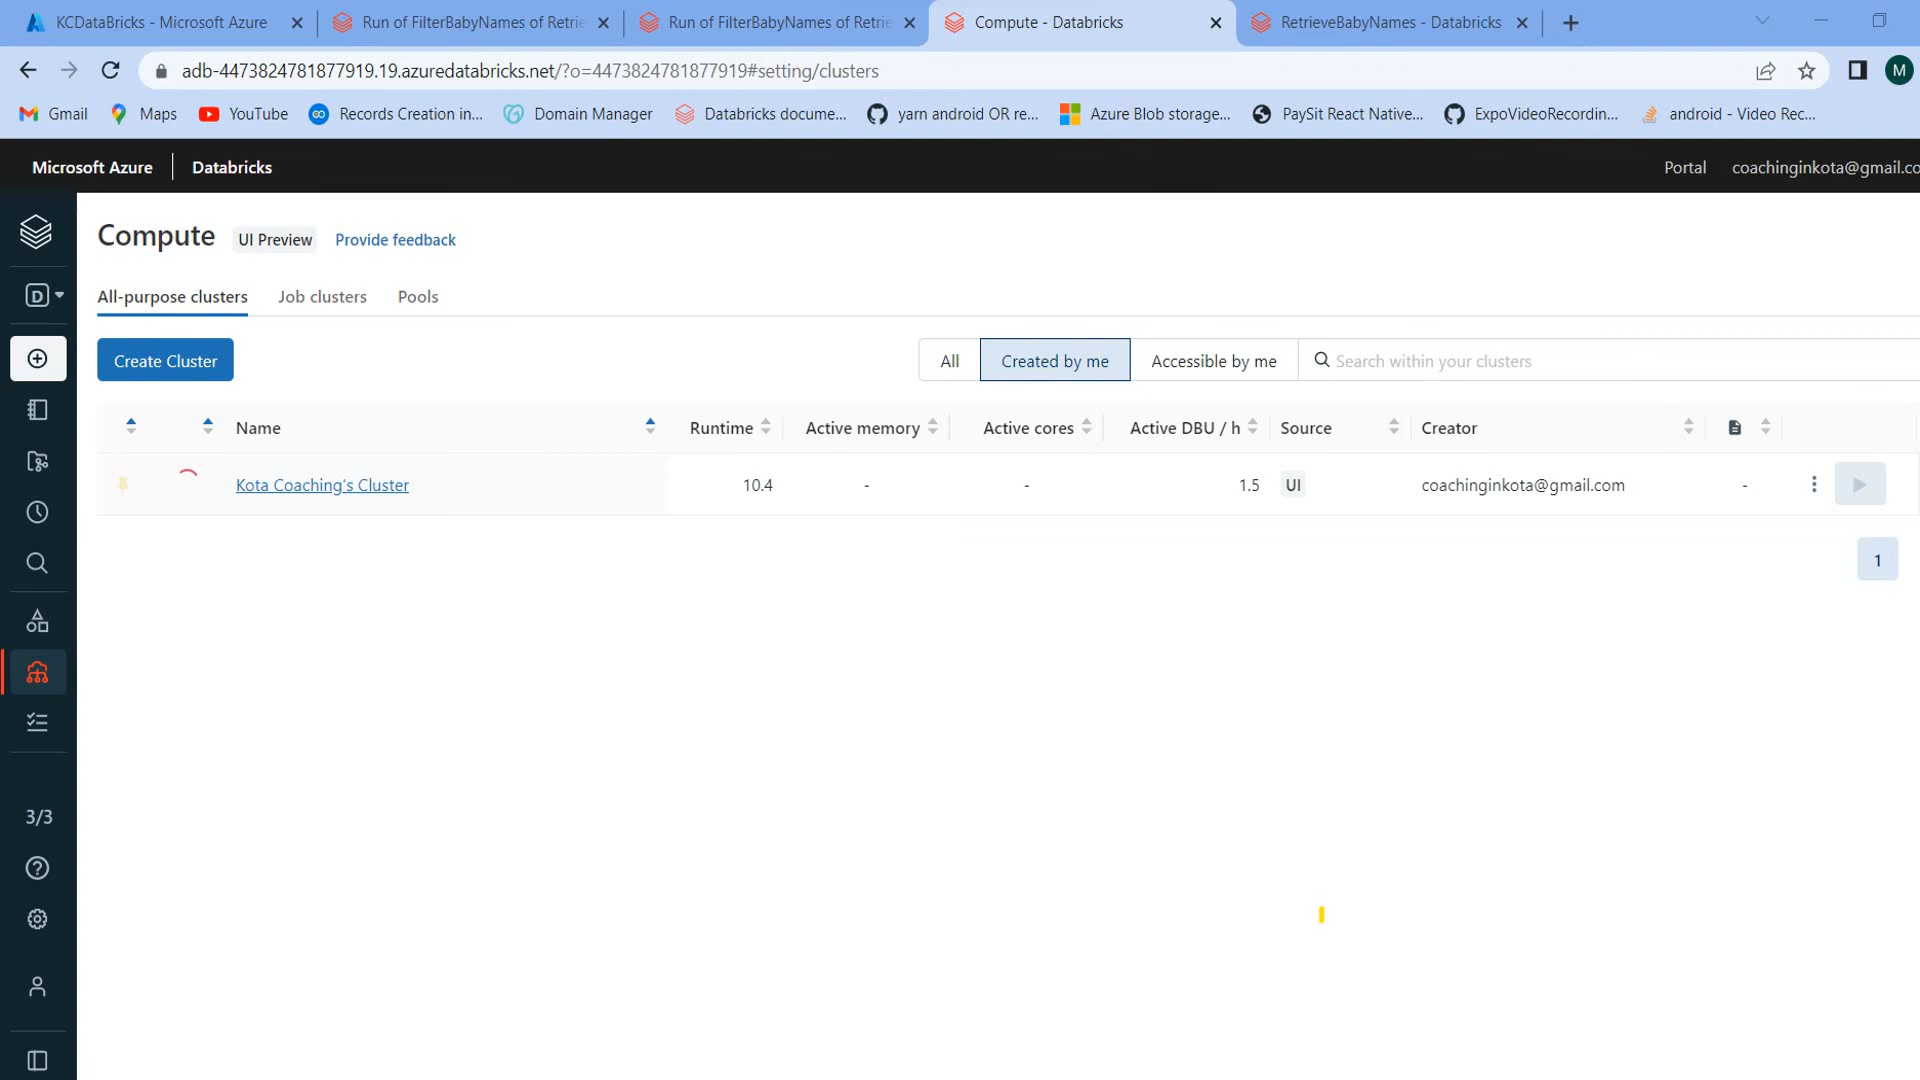 KCDataBricks - Microsoft Azure
Run of FilterBabyNames of Retrie
Run of FilterBabyNames of Retrie
Compute - Databricks
RetrieveBabyNames - Databricks
adb-4473824781877919.19.azuredatabricks.net/?o=4473824781877919#setting/clusters
M
Gmail
Maps
YouTube
Records Creation in...
Domain Manager
Databricks docume...
yarn android OR re...
Azure Blob storage...
PaySit React Native...
ExpoVideoRecordin...
android - Video Rec...
Microsoft Azure
Databricks
Portal
coachinginkota@gmail.co
Compute
UI Preview
Provide feedback
D
All-purpose clusters
Job clusters
Pools
Create Cluster
All
Created by me
Accessible by me
Search within your clusters
Name
Runtime
Active memory
Active cores
Active DBU / h
Source
Creator
Kota Coaching's Cluster
10.4
-
-
1.5
UI
coachinginkota@gmail.com
-
1
3/3